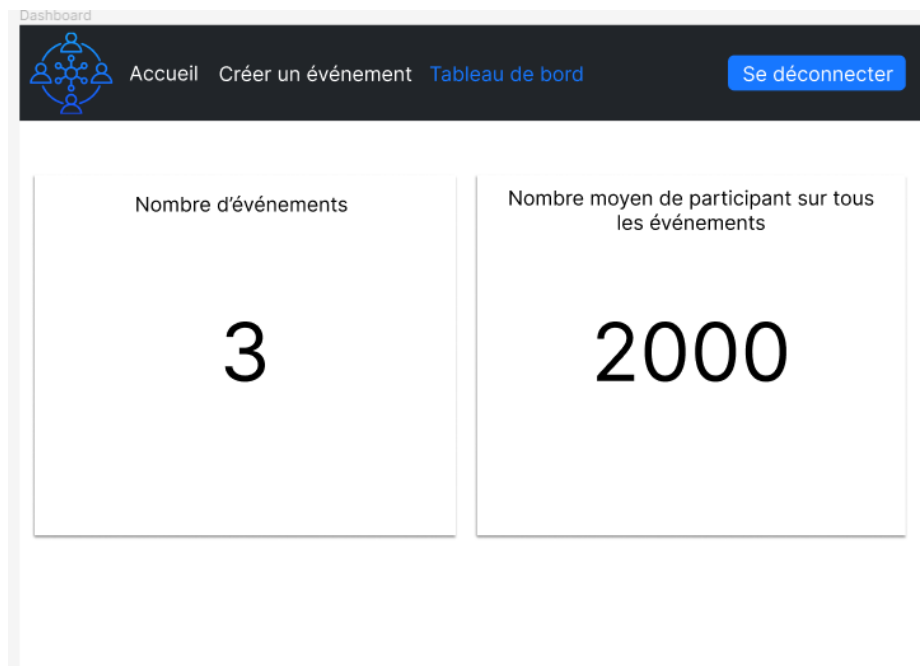 Dashboard
Accueil Créer un événement Tableau de bord Se déconnecter
Nombre d’événements
3
Nombre moyen de participant sur tous
les événements
2000